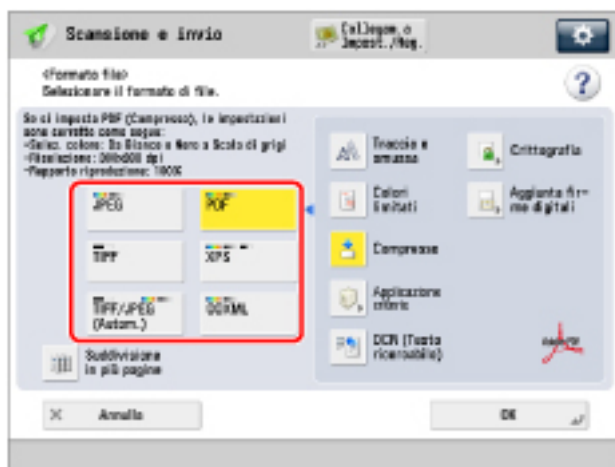 Scansione e invio
Collegam.a
Impost./Reg.
<Formato file>
Selezionare il formato di file.
?
Se si imposta PDF (Compresso), le impostazioni
sono corrette come segue:
-Selez. colore: Da Bianco e Nero a Scala di grigi
-Risoluzione: 300x300 dpi
-Rapporto riproduzione: 100%
JPEG
PDF
TIFF
XPS
TIFF/JPEG
(Autom.)
OOXML
Suddivisione
in più pagine
Traccia e
smussa
Crittografia
Colori
limitati
Aggiunta fir-
me digitali
Compresso
Applicazione
criterio
OCR (Testo
ricercabile)
Annulla
OK